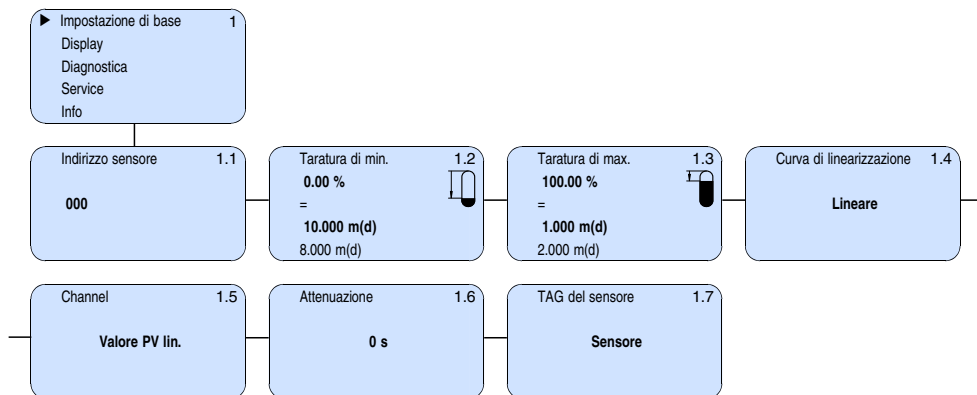 ▶ Impostazione di base 1
Display
Diagnostica
Service
Info
Indirizzo sensore 1.1
000
Taratura di min. 1.2
0.00 %
=
10.000 m(d)
8.000 m(d)
Taratura di max. 1.3
100.00 %
=
1.000 m(d)
2.000 m(d)
Curva di linearizzazione 1.4
Lineare
Channel 1.5
Valore PV lin.
Attenuazione 1.6
0 s
TAG del sensore 1.7
Sensore